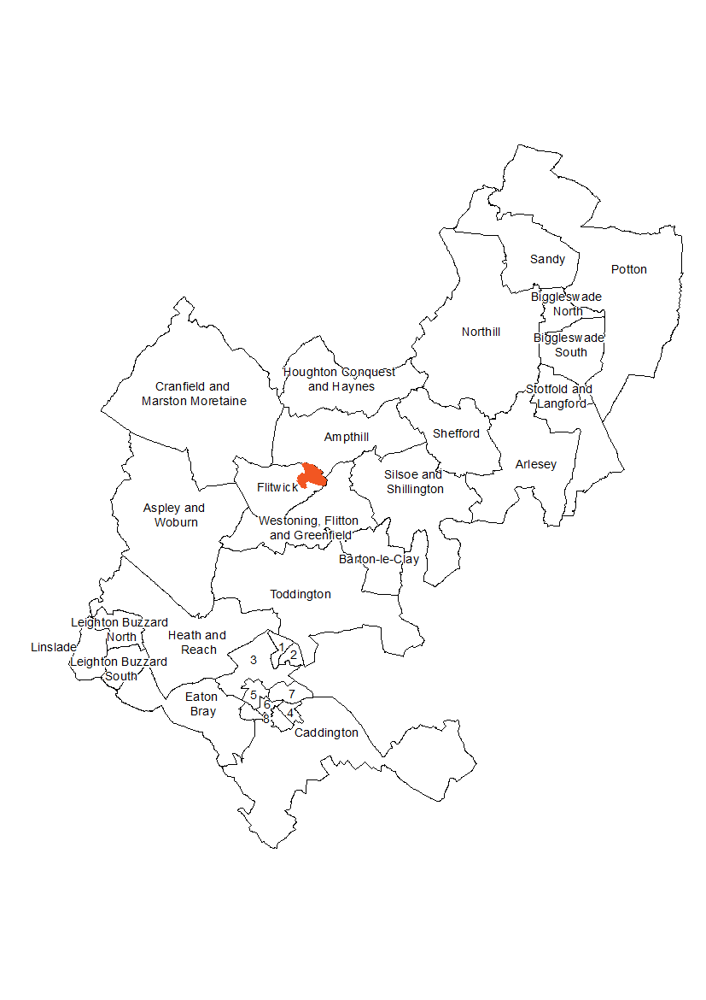 Sandy
Potton
Biggleswade
North
Northill
Biggleswade
South
Houghton Conquest
and Haynes
Cranfield and
Marston Moretaine
Stotfold and
Langford
Ampthill
Shefford
Arlesey
Silsoe and
Shillington
Flitwick
Aspley and
Woburn
Westoning, Flitton
and Greenfield
Barton-le-Clay
Toddington
Leighton Buzzard
North
Heath and
Reach
Linslade
1
2
3
Leighton Buzzard
South
5
7
Eaton
Bray
6
4
8
Caddington